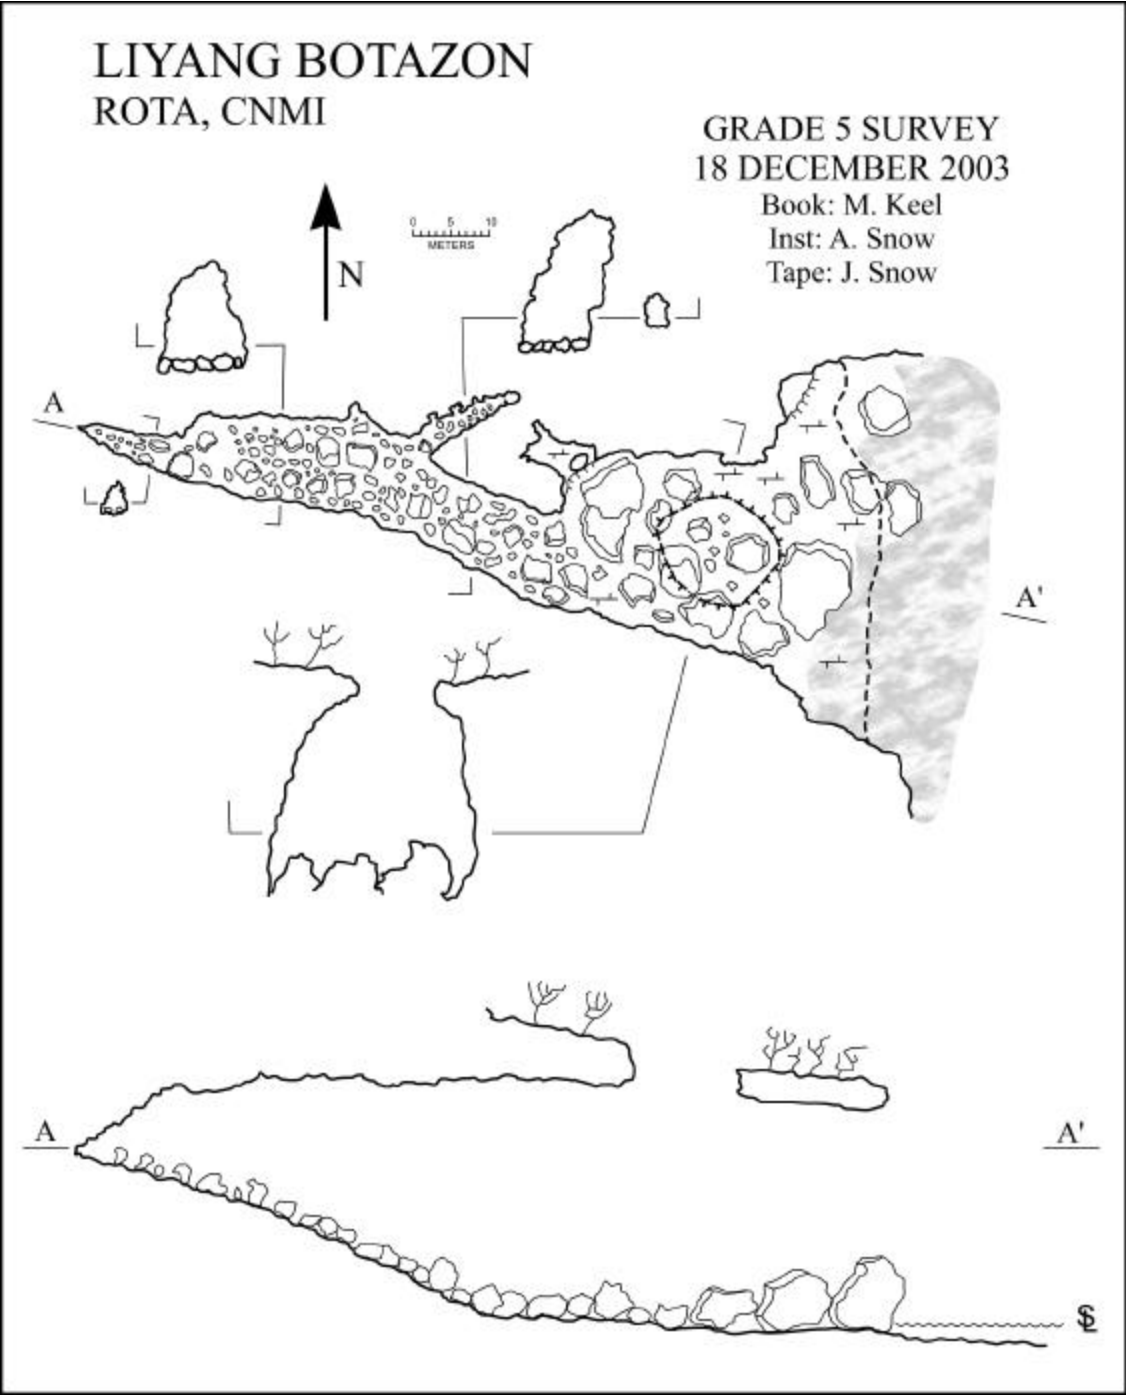 LIYANG BOTAZON
ROTA, CNMI
GRADE 5 SURVEY
18 DECEMBER 2003
Book: M. Keel
Inst: A. Snow
Tape: J. Snow
0 5 10
METERS
N
A
A'
A
A'
SL